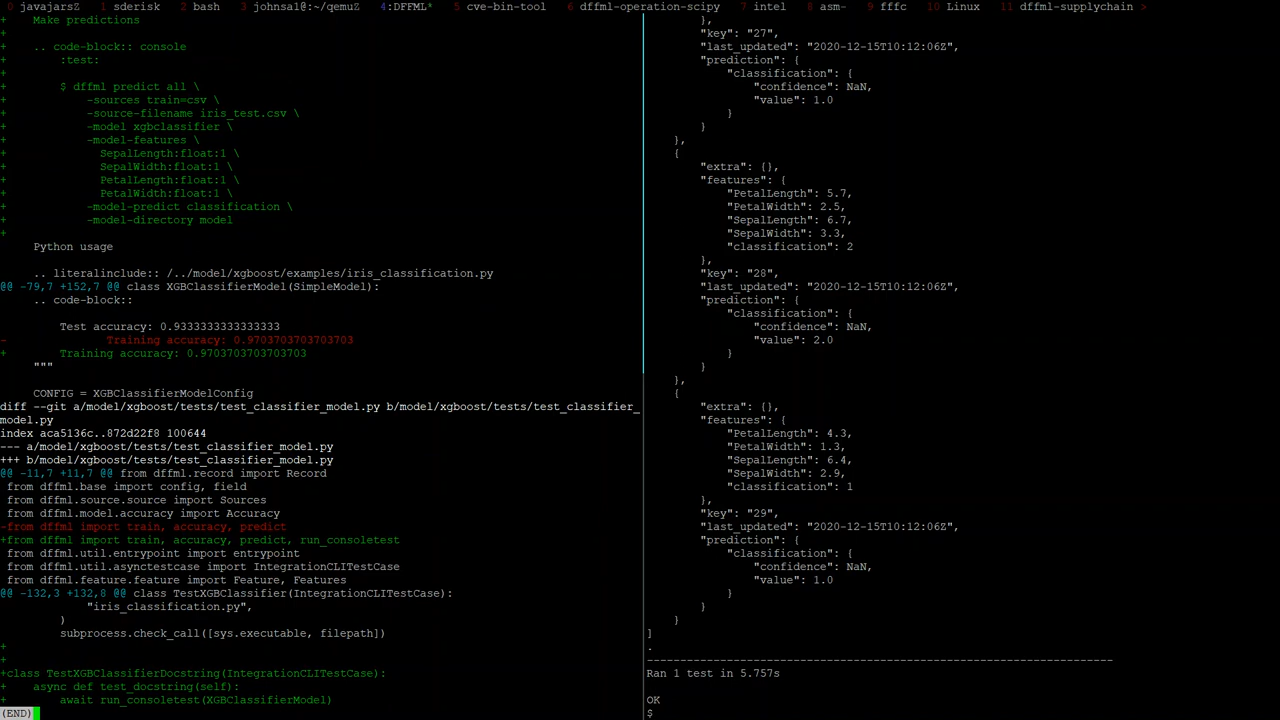 0 javajarsZ  1 sderisk  2 bash  3 johnsal@:~/qemuZ  4:DFFML*  5 cve-bin-tool  6 dffml-operation-scipy  7 intel  8 asm-  9 fffc  10 Linux  11 dffml-supplychain >
+    Make predictions
+
+    .. code-block:: console
+        :test:
+
+        $ dffml predict all \
+            -sources train=csv \
+            -source-filename iris_test.csv \
+            -model xgbclassifier \
+            -model-features \
+              SepalLength:float:1 \
+              SepalWidth:float:1 \
+              PetalLength:float:1 \
+              PetalWidth:float:1 \
+            -model-predict classification \
+            -model-directory model
+
     Python usage

     .. literalinclude:: /../model/xgboost/examples/iris_classification.py
@@ -79,7 +152,7 @@ class XGBClassifierModel(SimpleModel):
     .. code-block::

         Test accuracy: 0.9333333333333333
-               Training accuracy: 0.9703703703703703
+        Training accuracy: 0.9703703703703703
     """

     CONFIG = XGBClassifierModelConfig
diff --git a/model/xgboost/tests/test_classifier_model.py b/model/xgboost/tests/test_classifier_
model.py
index aca5136c..872d22f8 100644
--- a/model/xgboost/tests/test_classifier_model.py
+++ b/model/xgboost/tests/test_classifier_model.py
@@ -11,7 +11,7 @@ from dffml.record import Record
 from dffml.base import config, field
 from dffml.source.source import Sources
 from dffml.model.accuracy import Accuracy
-from dffml import train, accuracy, predict
+from dffml import train, accuracy, predict, run_consoletest
 from dffml.util.entrypoint import entrypoint
 from dffml.util.asynctestcase import IntegrationCLITestCase
 from dffml.feature.feature import Feature, Features
@@ -132,3 +132,8 @@ class TestXGBClassifier(IntegrationCLITestCase):
             "iris_classification.py",
         )
         subprocess.check_call([sys.executable, filepath])
+
+
+class TestXGBClassifierDocstring(IntegrationCLITestCase):
+    async def test_docstring(self):
+        await run_consoletest(XGBClassifierModel)
(END)
        },
        "key": "27",
        "last_updated": "2020-12-15T10:12:06Z",
        "prediction": {
            "classification": {
                "confidence": NaN,
                "value": 1.0
            }
        }
    },
    {
        "extra": {},
        "features": {
            "PetalLength": 5.7,
            "PetalWidth": 2.5,
            "SepalLength": 6.7,
            "SepalWidth": 3.3,
            "classification": 2
        },
        "key": "28",
        "last_updated": "2020-12-15T10:12:06Z",
        "prediction": {
            "classification": {
                "confidence": NaN,
                "value": 2.0
            }
        }
    },
    {
        "extra": {},
        "features": {
            "PetalLength": 4.3,
            "PetalWidth": 1.3,
            "SepalLength": 6.4,
            "SepalWidth": 2.9,
            "classification": 1
        },
        "key": "29",
        "last_updated": "2020-12-15T10:12:06Z",
        "prediction": {
            "classification": {
                "confidence": NaN,
                "value": 1.0
            }
        }
    }
]
.
----------------------------------------------------------------------
Ran 1 test in 5.757s

OK
$